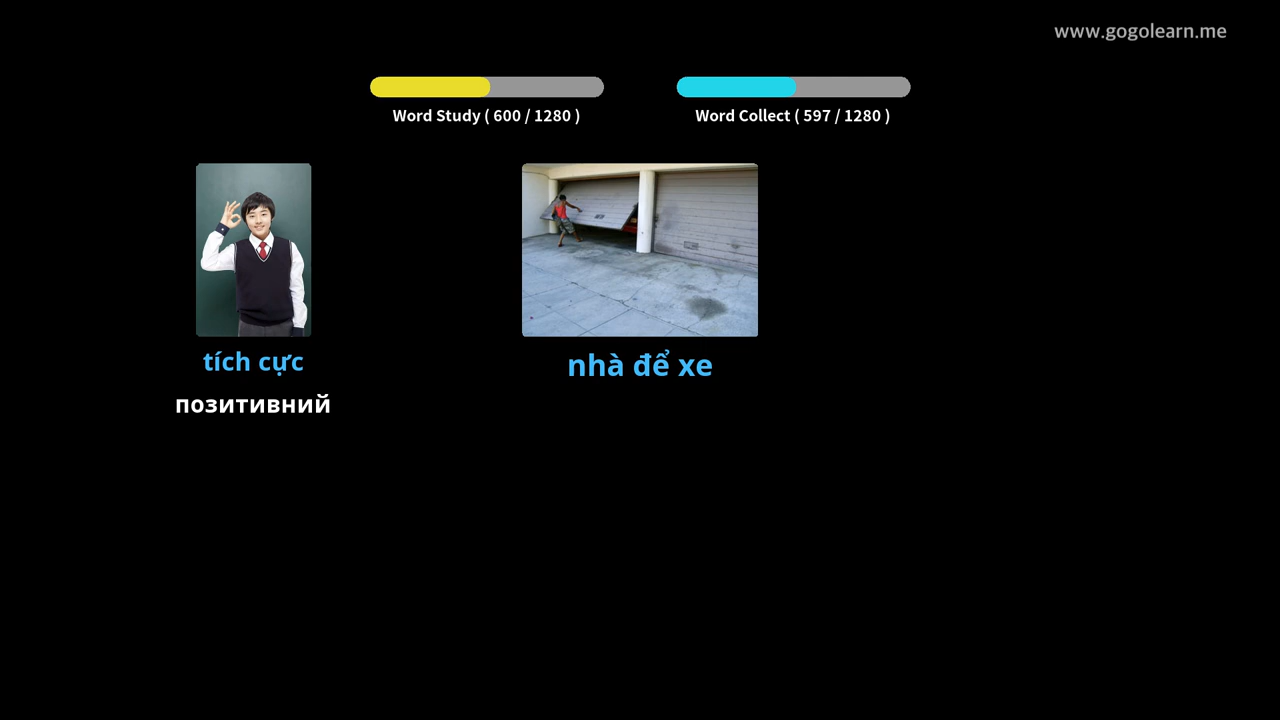 www.gogolearn.me
Word Study ( 600 / 1280 )
Word Collect ( 597 / 1280 )
tích cực
позитивний
nhà để xe